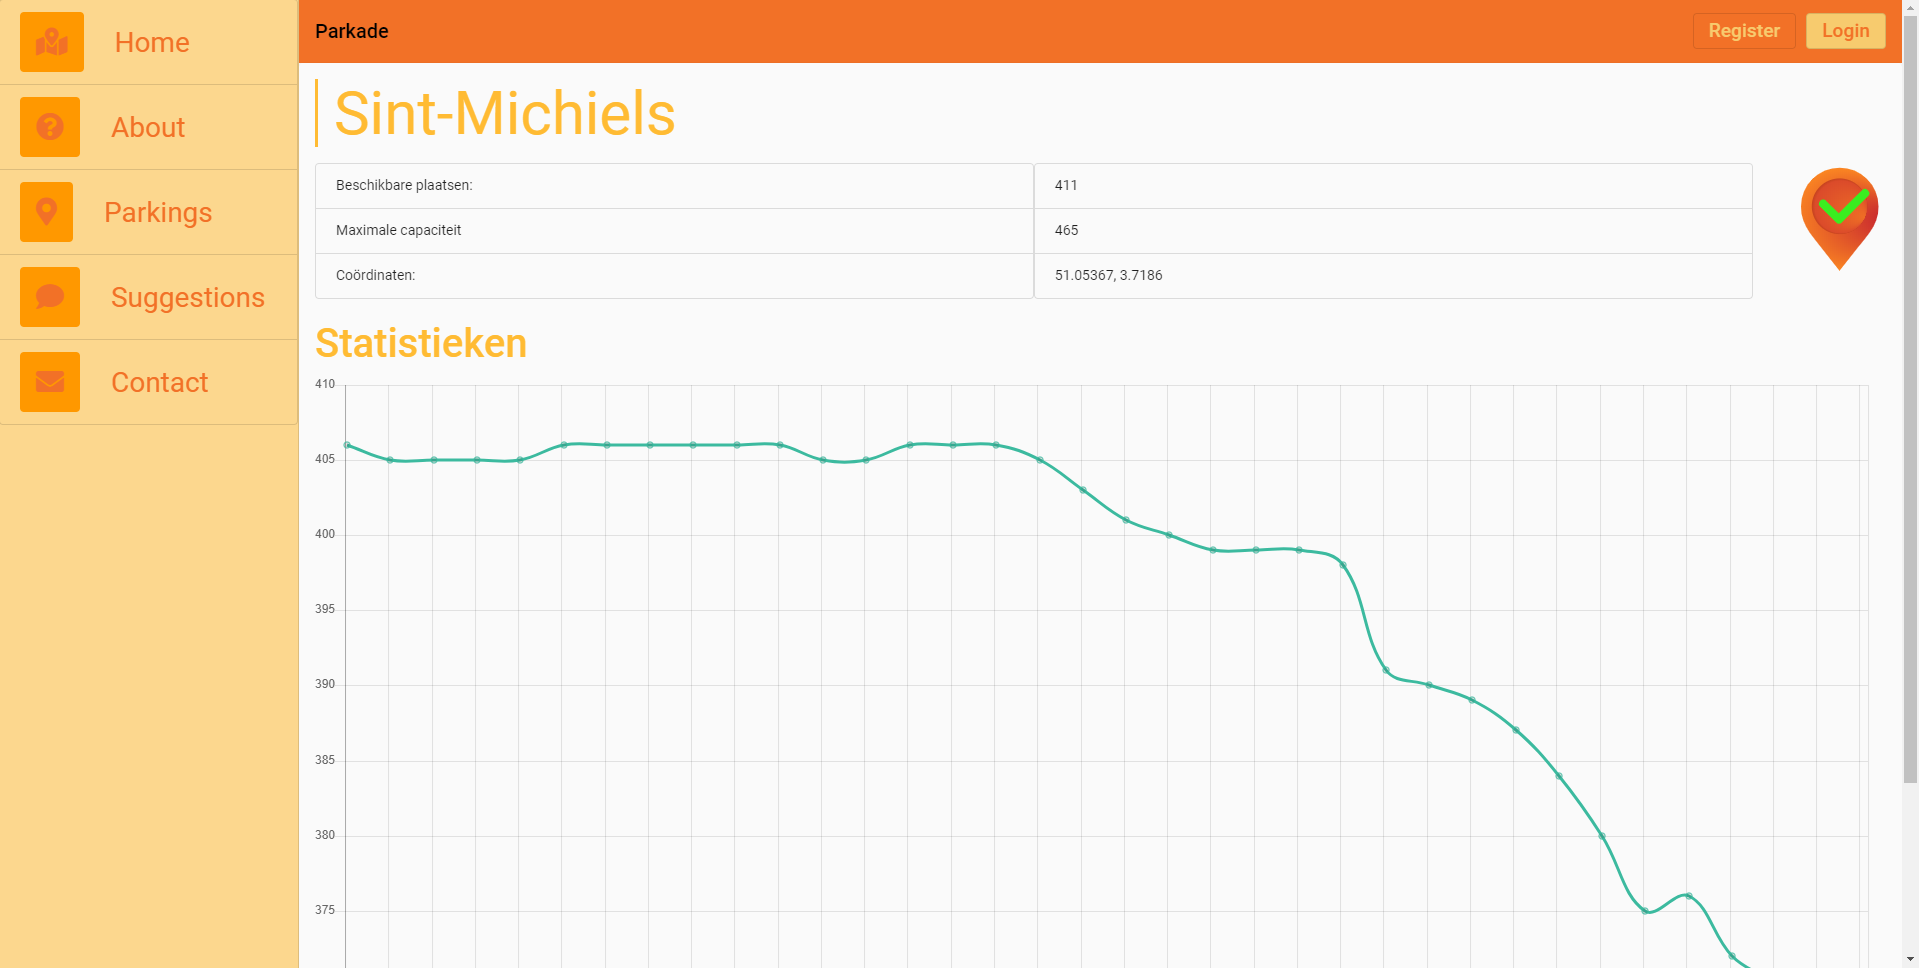 Home
About
Parkings
Suggestions
Contact
Parkade
Register
Login
Sint-Michiels
Beschikbare plaatsen: 411
Maximale capaciteit 465
Coördinaten: 51.05367, 3.7186
Statistieken
410
405
400
395
390
385
380
375